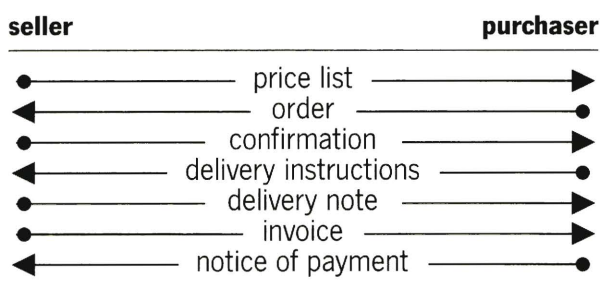 seller purchaser
price list
order
confirmation
delivery instructions
delivery note
invoice
notice of payment